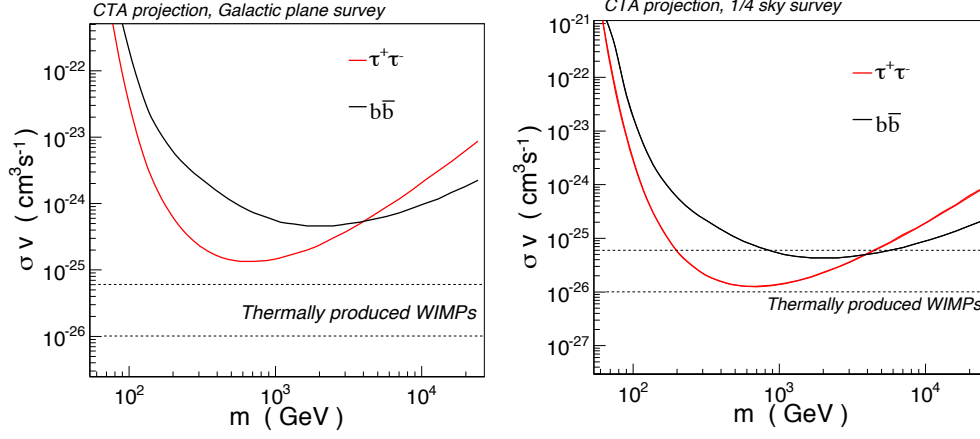 CTA projection, Galactic plane survey
τ⁺τ⁻
bb̅
10⁻²²
10⁻²³
10⁻²⁴
10⁻²⁵
10⁻²⁶
σ v ( cm³s⁻¹)
Thermally produced WIMPs
10²
10³
10⁴
m ( GeV)
CTA projection, 1/4 sky survey
10⁻²¹
τ⁺τ⁻
bb̅
10⁻²²
10⁻²³
10⁻²⁴
10⁻²⁵
10⁻²⁶
10⁻²⁷
σ v ( cm³s⁻¹)
Thermally produced WIMPs
10²
10³
10⁴
m ( GeV)